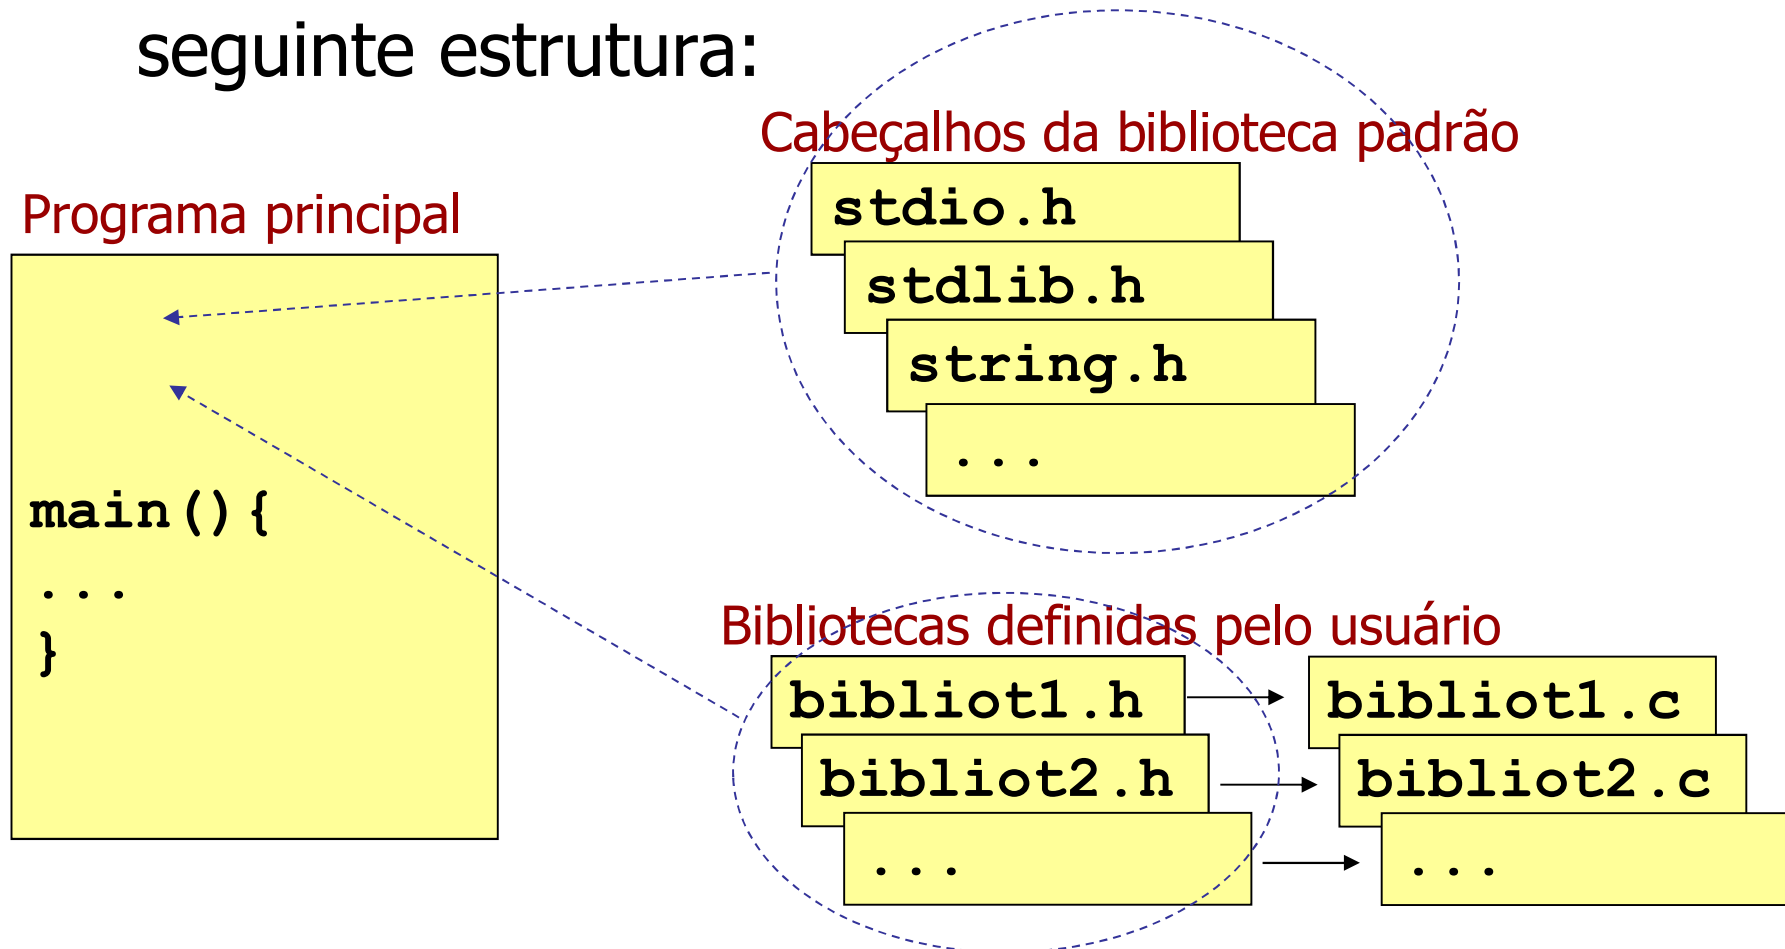 seguinte estrutura:
Cabeçalhos da biblioteca padrão
stdio.h
stdlib.h
string.h
...
Programa principal
main(){
...
}
Bibliotecas definidas pelo usuário
bibliot1.h
bibliot1.c
bibliot2.h
bibliot2.c
...
...